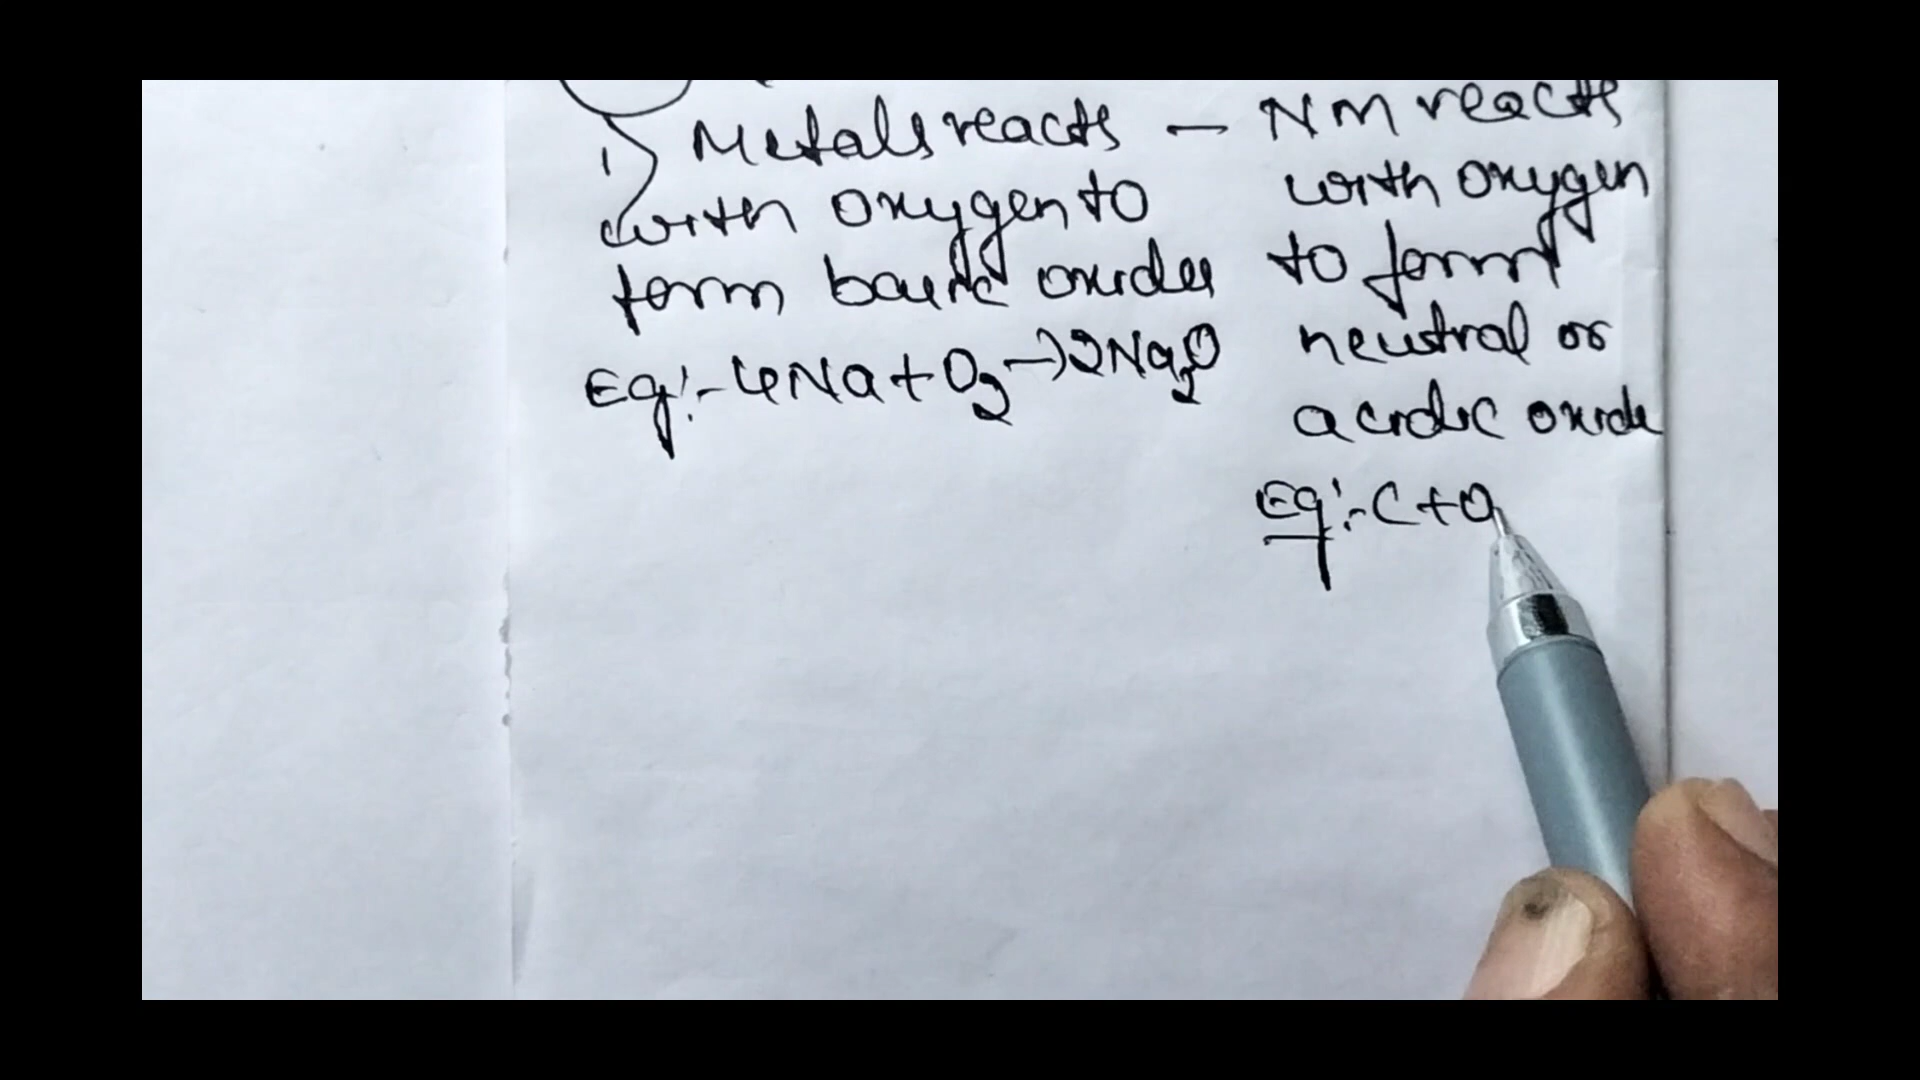 1) Metals reacts — NM reacts
with oxygen to
with oxygen
form basic oxides
to form
neutral or
acidic oxide
Eg:- 4Na + O2 → 2Na2O
Eg:- C + O